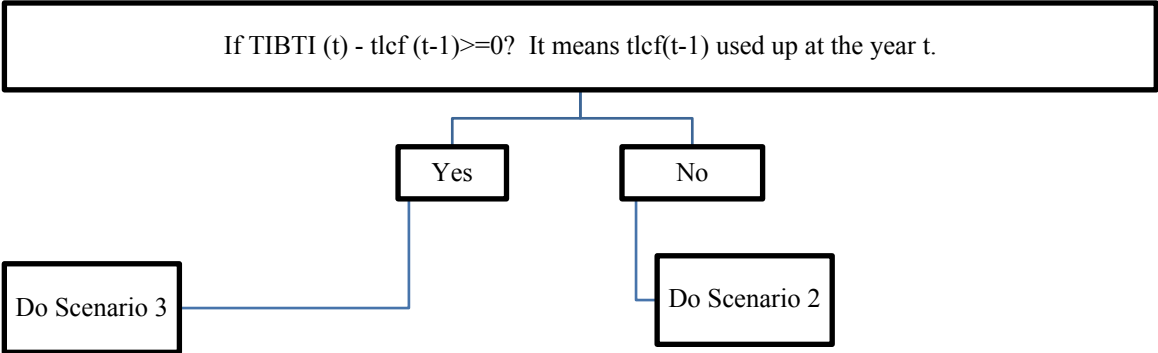 If TIBTI (t) - tlcf (t-1)>=0?  It means tlcf(t-1) used up at the year t.
Yes
No
Do Scenario 3
Do Scenario 2